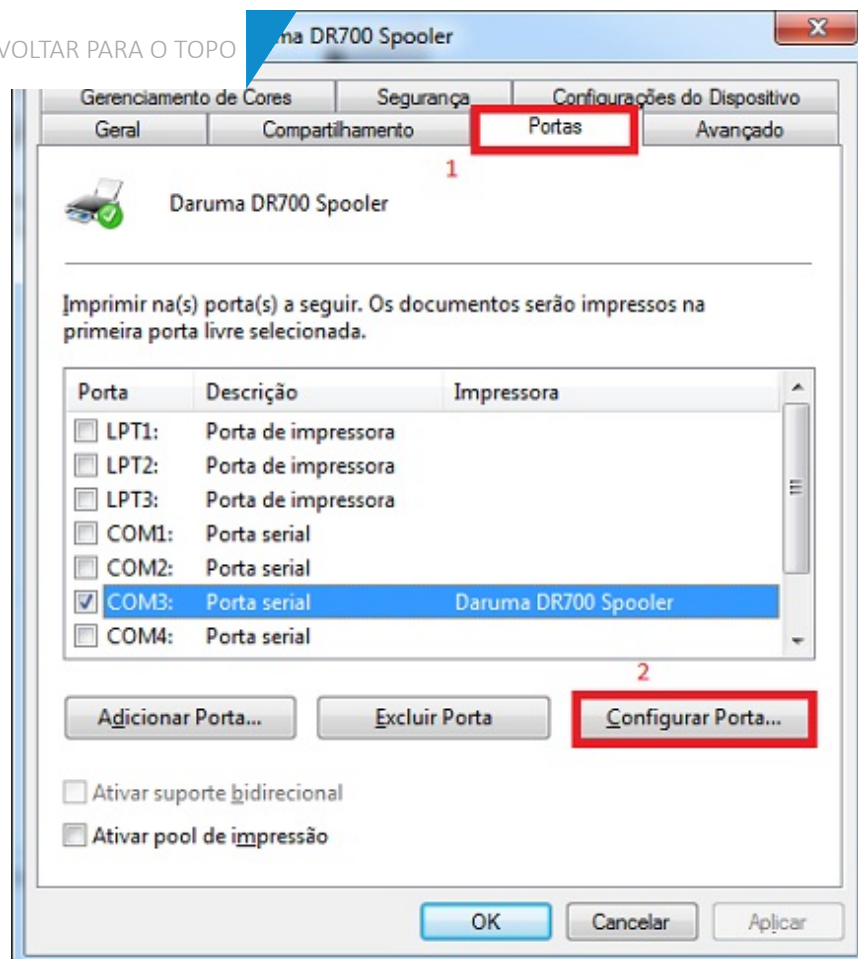 VOLTAR PARA O TOPO
ma DR700 Spooler
Gerenciamento de Cores Segurança Configurações do Dispositivo
Geral Compartilhamento Portas Avançado
1
Daruma DR700 Spooler
Imprimir na(s) porta(s) a seguir. Os documentos serão impressos na
primeira porta livre selecionada.
Porta Descrição Impressora
LPT1: Porta de impressora
LPT2: Porta de impressora
LPT3: Porta de impressora
COM1: Porta serial
COM2: Porta serial
COM3: Porta serial Daruma DR700 Spooler
COM4: Porta serial
2
Adicionar Porta... Excluir Porta Configurar Porta...
Ativar suporte bidirecional
Ativar pool de impressão
OK Cancelar Aplicar